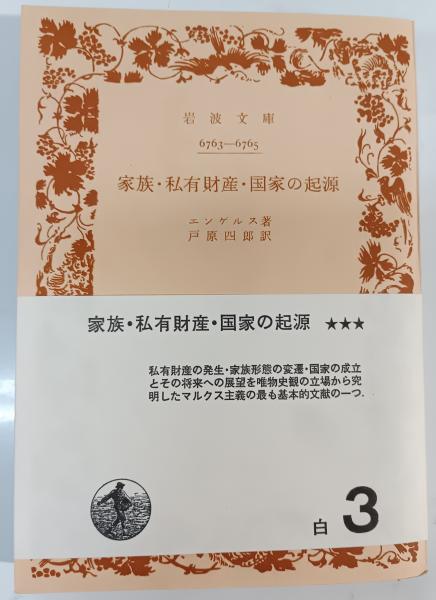 岩波文庫
6763—6765
家族・私有財産・国家の起源
エンゲルス著
戸原四郎訳
家族・私有財産・国家の起源 ★★★
私有財産の発生・家族形態の変遷・国家の成立
とその将来への展望を唯物史観の立場から究
明したマルクス主義の最も基本的文献の一つ.
白 3